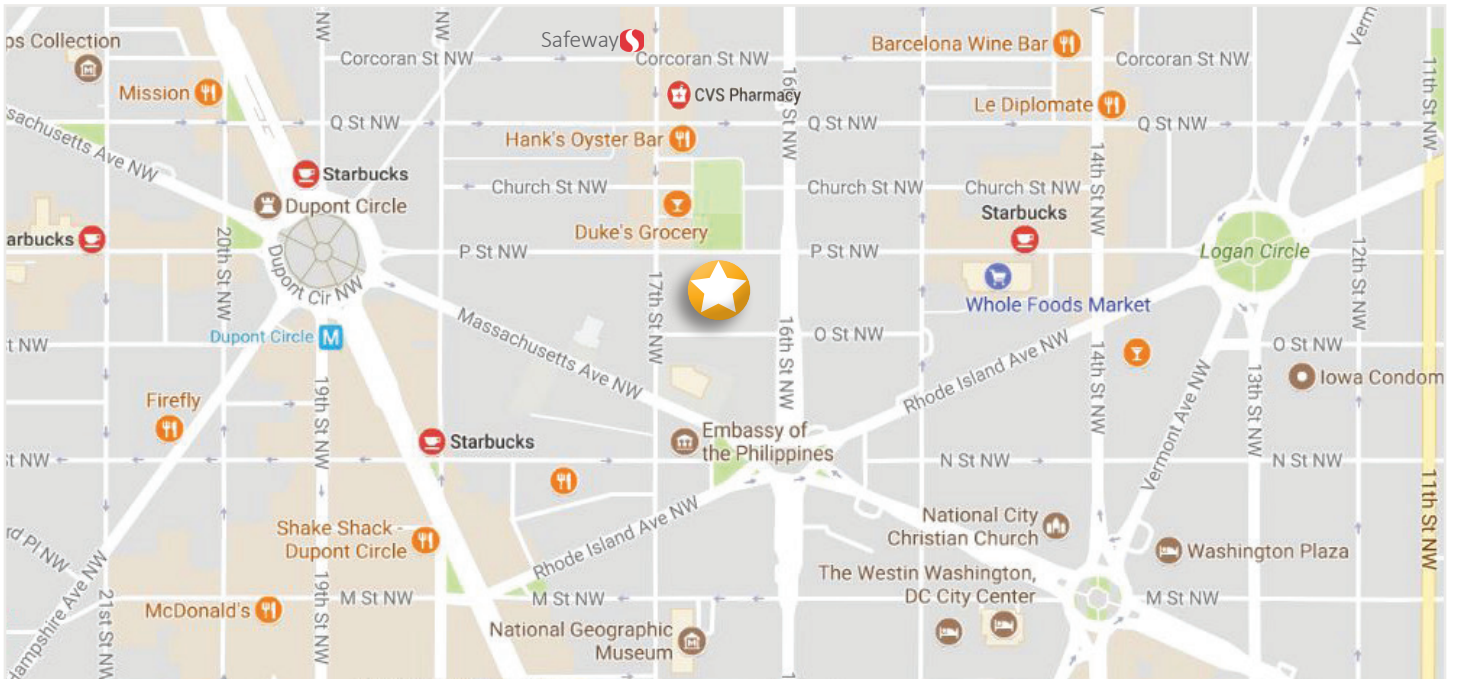 ps Collection
NW
NW
Safeway
Corcoran St NW
Corcoran St NW
Barcelona Wine Bar
Corcoran St NW
Verm
Mission
CVS Pharmacy
16th St NW
Le Diplomate
11th St NW
sachusetts Ave NW
Q St NW
Hank's Oyster Bar
Q St NW
Q St NW
14th St NW
Starbucks
Church St NW
Church St NW
Church St NW
Dupont Circle
Starbucks
arbucks
20th St NW
Dupont Cir NW
P St NW
Duke's Grocery
P St NW
Logan Circle
12th St NW
17th St NW
Whole Foods Market
Dupont Circle
M
Massachusetts Ave NW
16th St NW
O St NW
t NW
14th St NW
O St NW
Rhode Island Ave NW
13th St NW
Iowa Condom
Firefly
19th St NW
Starbucks
Embassy of
the Philippines
Vermont Ave NW
St NW
N St NW
N St NW
11th St NW
Shake Shack -
Dupont Circle
Rhode Island Ave NW
National City
Christian Church
Washington Plaza
rd Pl NW
The Westin Washington,
DC City Center
Hampshire Ave NW
21st St NW
McDonald's
19th St NW
M St NW
M St NW
M St NW
National Geographic
Museum